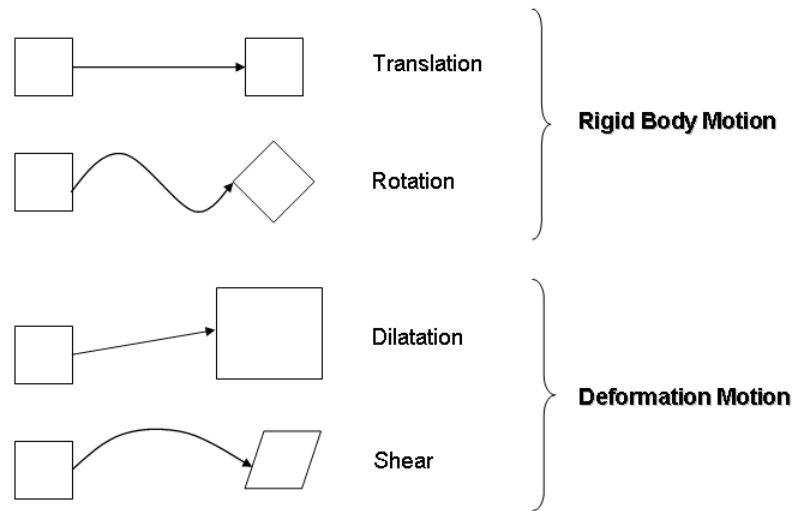 Translation
Rigid Body Motion
Rotation
Dilatation
Deformation Motion
Shear